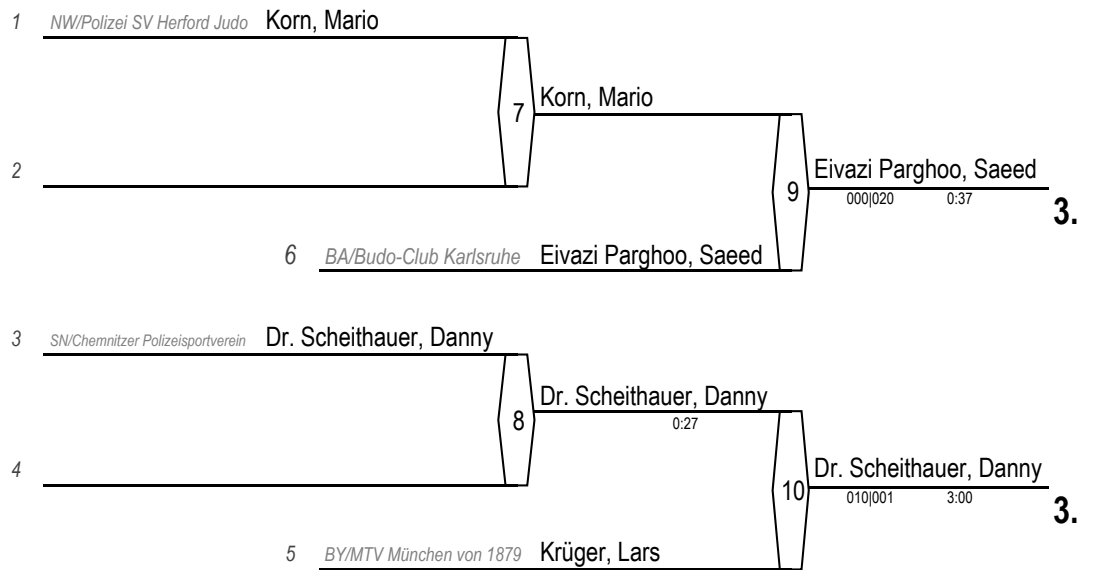 1 NW/Polizei SV Herford Judo Korn, Mario
7 Korn, Mario
2
9 Eivazi Parghoo, Saeed
000|020 0:37
3.
6 BA/Budo-Club Karlsruhe Eivazi Parghoo, Saeed
3 SN/Chemnitzer Polizeisportverein Dr. Scheithauer, Danny
8 Dr. Scheithauer, Danny
0:27
4
10 Dr. Scheithauer, Danny
010|001 3:00
3.
5 BY/MTV München von 1879 Krüger, Lars